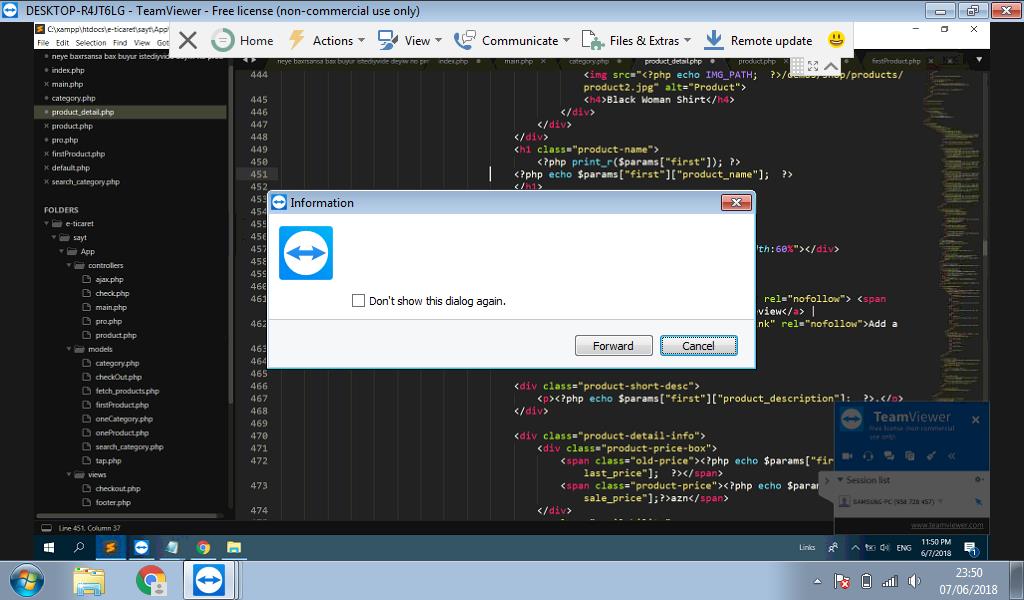 DESKTOP-R4JT6LG - TeamViewer - Free license (non-commercial use only)
C:\xampp\htdocs\e-ticaret\sayt\App\
File Edit Selection Find View Goto
Home Actions View Communicate Files & Extras Remote update
neye baxrsansa bax buyur istediyivde deyiw no pr
index.php
main.php
category.php
product_detail.php
product.php
pro.php
firstProduct.php
default.php
search_category.php
FOLDERS
e-ticaret
sayt
App
controllers
ajax.php
check.php
main.php
pro.php
product.php
models
category.php
checkOut.php
fetch_products.php
firstProduct.php
oneCategory.php
oneProduct.php
search_category.php
tap.php
views
checkout.php
footer.php
neye baxrsansa bax buyur istediyivde deyiw no pr index.php main.php category.php product_detail.php product.php firstProduct.php
444 <img src="<?php echo IMG_PATH; ?>/demos/shop/products/
product2.jpg" alt="Product">
445 <h4>Black Woman Shirt</h4>
446 </div>
447 </div>
448 </div>
449 <h1 class="product-name">
450 <?php print_r($params["first"]); ?>
451 <?php echo $params["first"]["product_name"]; ?>
452 </h1>
453
454
455
456
457 th:60%"></div>
458
459
460
461 rel="nofollow"> <span
view</a> |
462 nk" rel="nofollow">Add a
463
464
465
466 <div class="product-short-desc">
467 <p><?php echo $params["first"]["product_description"]; ?>.</p>
468 </div>
469
470 <div class="product-detail-info">
471 <div class="product-price-box">
472 <span class="old-price"><?php echo $params["fir
last_price"]; ?></span>
473 <span class="product-price"><?php echo $param
sale_price"];?>azn</span>
474 </div>
Information
Don't show this dialog again.
Forward Cancel
TeamViewer
Free license (non-commercial
use only)
Session list
SAMSUNG-PC (958 728 457)
www.teamviewer.com
Line 451, Column 37
Links ENG 11:50 PM
6/7/2018
23:50
07/06/2018